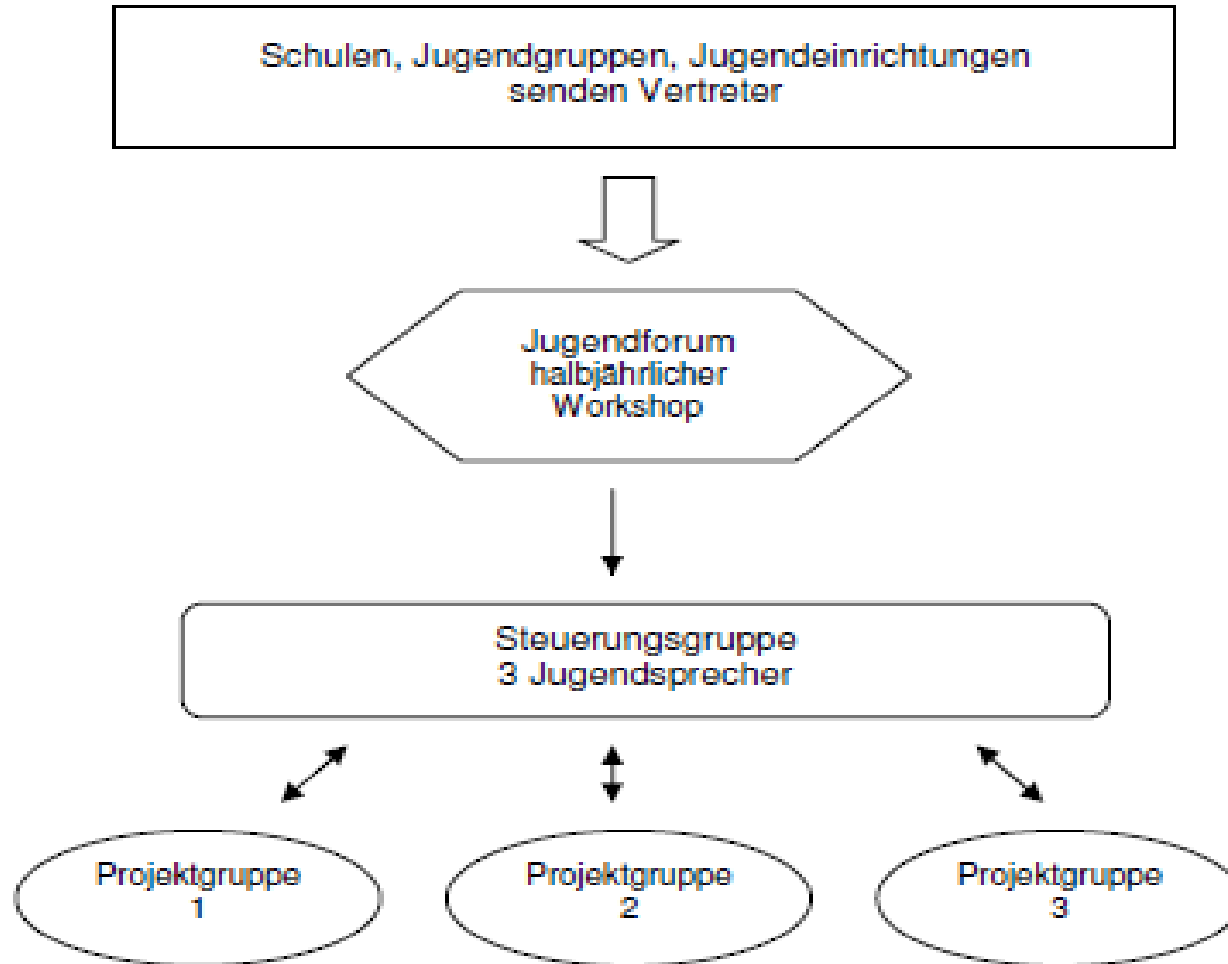 Schulen, Jugendgruppen, Jugendeinrichtungen
senden Vertreter
Jugendforum
halbjährlicher
Workshop
Steuerungsgruppe
3 Jugendsprecher
Projektgruppe
1
Projektgruppe
2
Projektgruppe
3